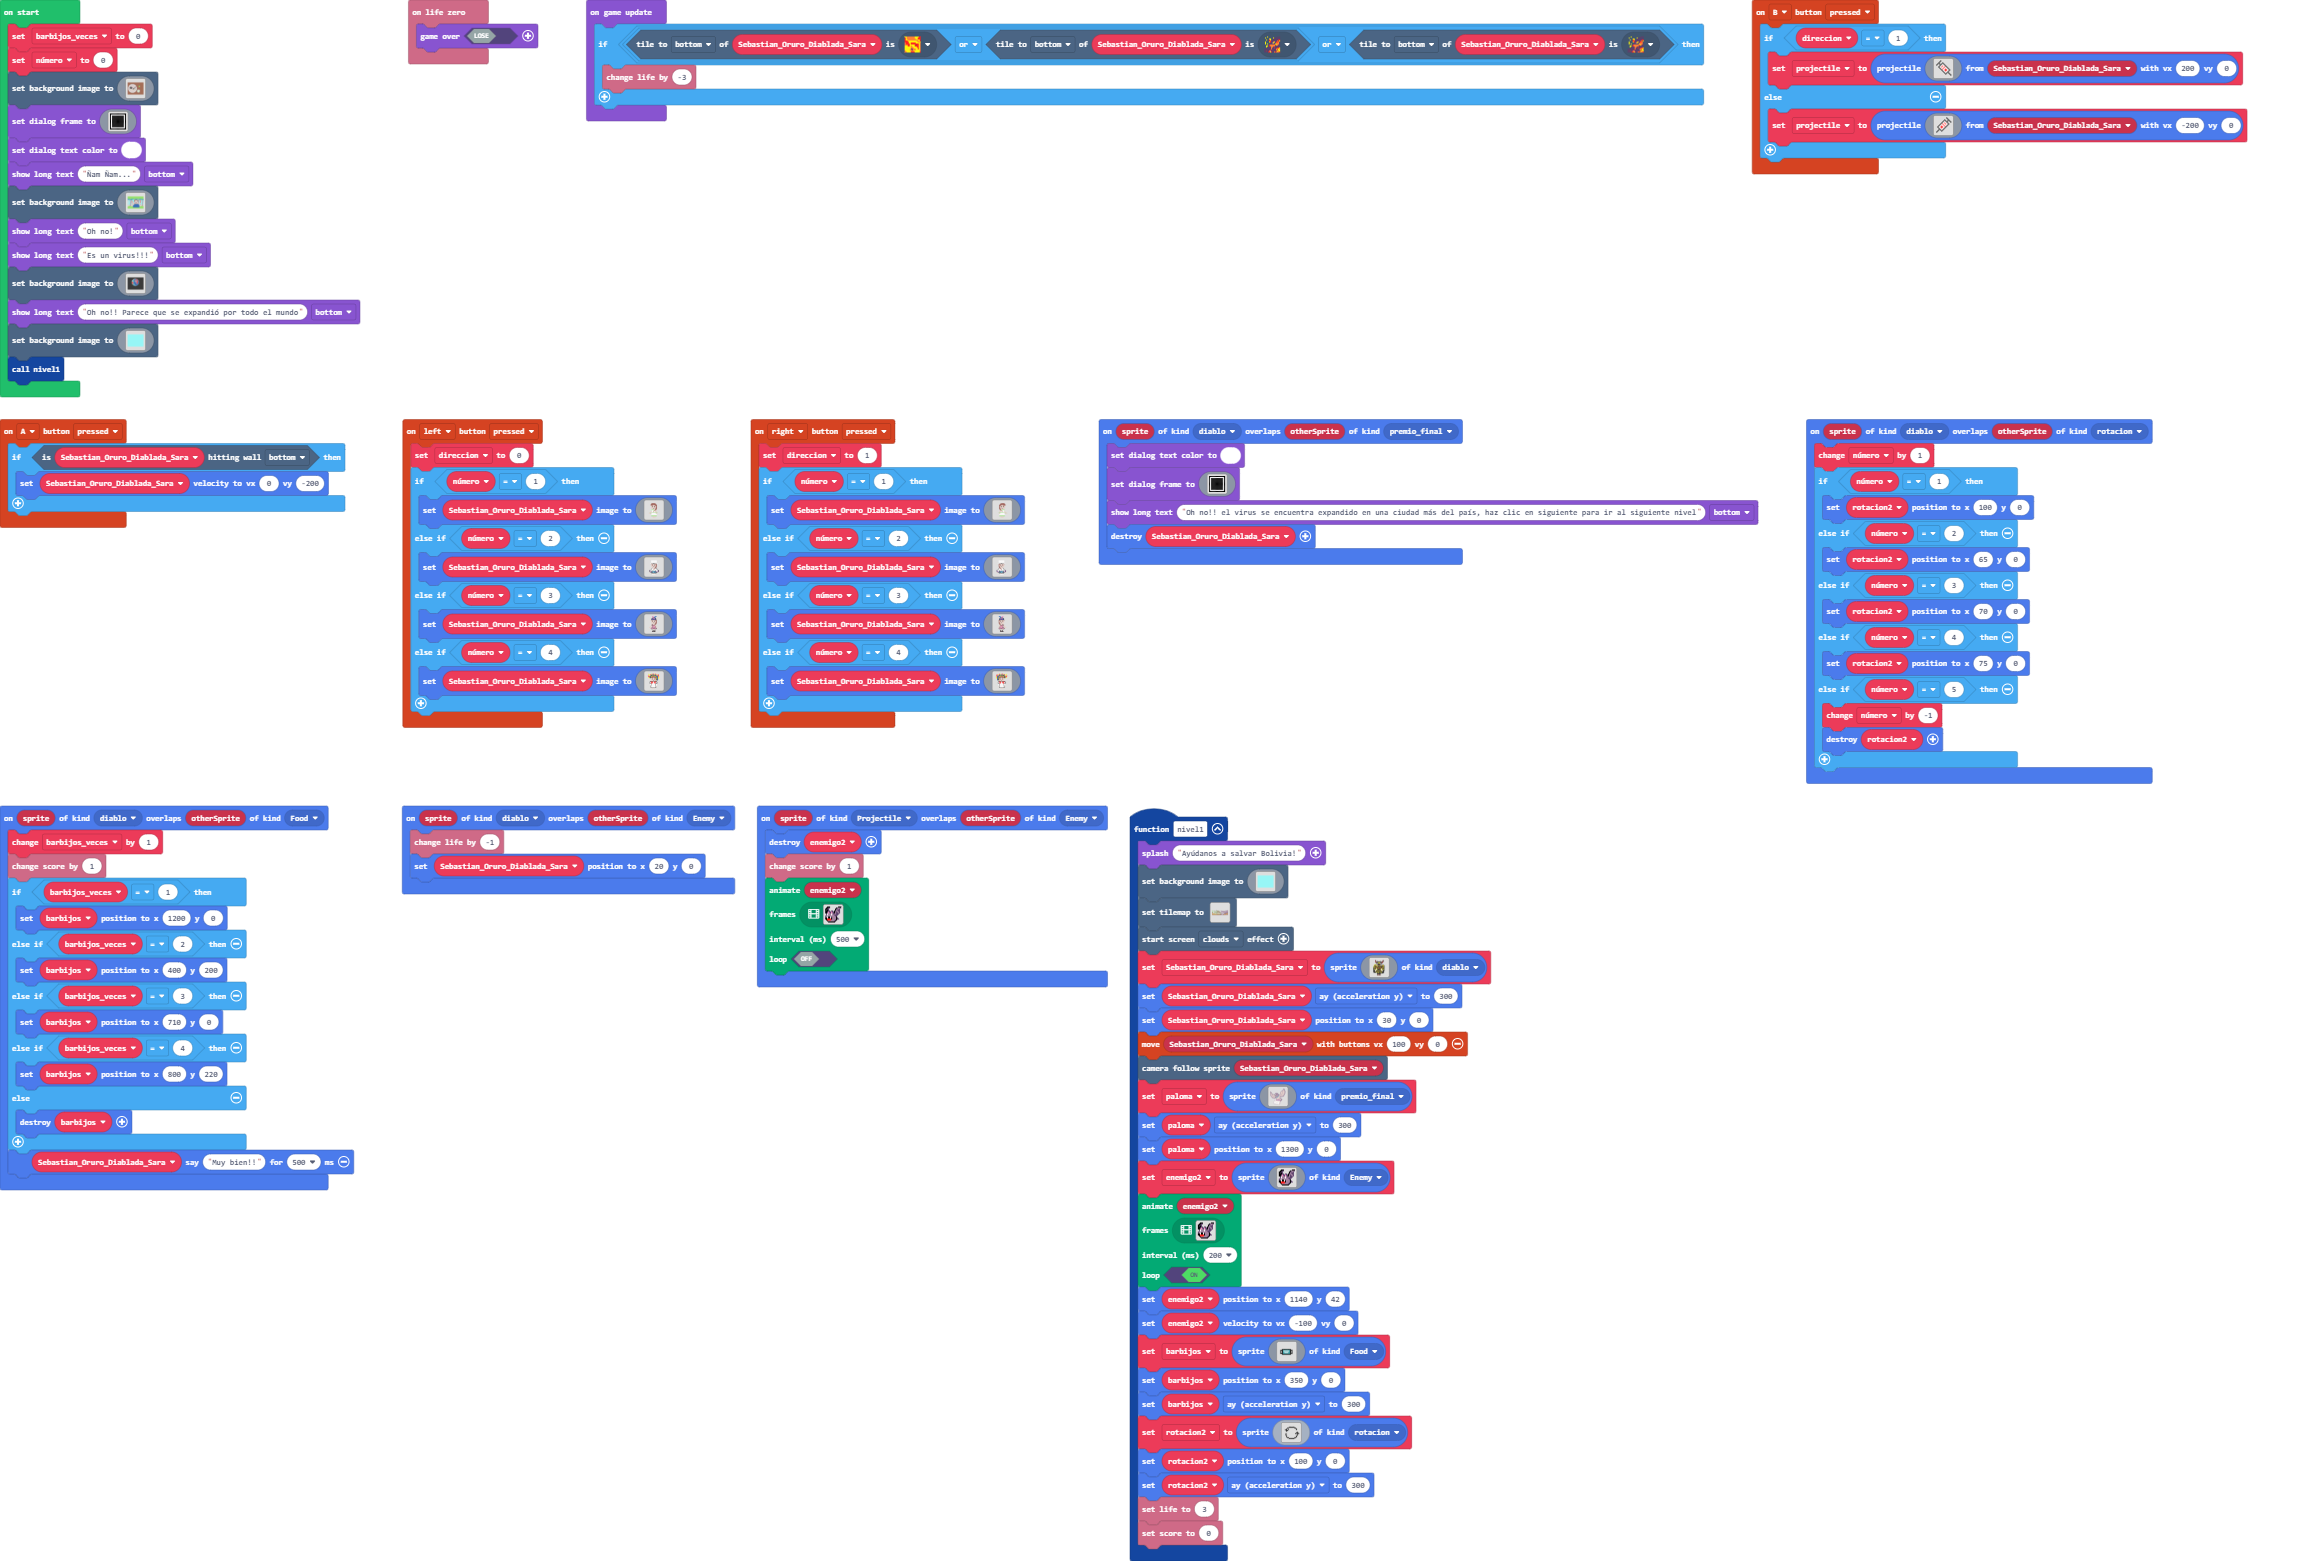 on start
set barbijos_veces to 0
set número to 0
set background image to
set dialog frame to
set dialog text color to
show long text "Ñam Ñam..." bottom
set background image to
show long text "Oh no!" bottom
show long text "Es un virus!!!" bottom
set background image to
show long text "Oh no!! Parece que se expandió por todo el mundo" bottom
set background image to
call nivel1
on life zero
game over LOSE
on game update
if tile to bottom of Sebastian_Oruro_Diablada_Sara is or tile to bottom of Sebastian_Oruro_Diablada_Sara is or tile to bottom of Sebastian_Oruro_Diablada_Sara is then
change life by -3
on B button pressed
if direccion = 1 then
set projectile to projectile from Sebastian_Oruro_Diablada_Sara with vx 200 vy 0
else
set projectile to projectile from Sebastian_Oruro_Diablada_Sara with vx -200 vy 0
on A button pressed
if is Sebastian_Oruro_Diablada_Sara hitting wall bottom then
set Sebastian_Oruro_Diablada_Sara velocity to vx 0 vy -200
on left button pressed
set direccion to 0
if número = 1 then
set Sebastian_Oruro_Diablada_Sara image to
else if número = 2 then
set Sebastian_Oruro_Diablada_Sara image to
else if número = 3 then
set Sebastian_Oruro_Diablada_Sara image to
else if número = 4 then
set Sebastian_Oruro_Diablada_Sara image to
on right button pressed
set direccion to 1
if número = 1 then
set Sebastian_Oruro_Diablada_Sara image to
else if número = 2 then
set Sebastian_Oruro_Diablada_Sara image to
else if número = 3 then
set Sebastian_Oruro_Diablada_Sara image to
else if número = 4 then
set Sebastian_Oruro_Diablada_Sara image to
on sprite of kind diablo overlaps otherSprite of kind premio_final
set dialog text color to
set dialog frame to
show long text "Oh no!! el virus se encuentra expandido en una ciudad más del país, haz clic en siguiente para ir al siguiente nivel" bottom
destroy Sebastian_Oruro_Diablada_Sara
on sprite of kind diablo overlaps otherSprite of kind rotacion
change número by 1
if número = 1 then
set rotacion2 position to x 100 y 0
else if número = 2 then
set rotacion2 position to x 65 y 0
else if número = 3 then
set rotacion2 position to x 70 y 0
else if número = 4 then
set rotacion2 position to x 75 y 0
else if número = 5 then
change número by -1
destroy rotacion2
on sprite of kind diablo overlaps otherSprite of kind Food
change barbijos_veces by 1
change score by 1
if barbijos_veces = 1 then
set barbijos position to x 1200 y 0
else if barbijos_veces = 2 then
set barbijos position to x 400 y 200
else if barbijos_veces = 3 then
set barbijos position to x 710 y 0
else if barbijos_veces = 4 then
set barbijos position to x 800 y 220
else
destroy barbijos
Sebastian_Oruro_Diablada_Sara say "Muy bien!!" for 500 ms
on sprite of kind diablo overlaps otherSprite of kind Enemy
change life by -1
set Sebastian_Oruro_Diablada_Sara position to x 20 y 0
on sprite of kind Projectile overlaps otherSprite of kind Enemy
destroy enemigo2
change score by 1
animate enemigo2
frames
interval (ms) 500
loop OFF
function nivel1
splash "Ayúdanos a salvar Bolivia!"
set background image to
set tilemap to
start screen clouds effect
set Sebastian_Oruro_Diablada_Sara to sprite of kind diablo
set Sebastian_Oruro_Diablada_Sara ay (acceleration y) to 300
set Sebastian_Oruro_Diablada_Sara position to x 30 y 0
move Sebastian_Oruro_Diablada_Sara with buttons vx 100 vy 0
camera follow sprite Sebastian_Oruro_Diablada_Sara
set paloma to sprite of kind premio_final
set paloma ay (acceleration y) to 300
set paloma position to x 1300 y 0
set enemigo2 to sprite of kind Enemy
animate enemigo2
frames
interval (ms) 200
loop ON
set enemigo2 position to x 1140 y 42
set enemigo2 velocity to vx -100 vy 0
set barbijos to sprite of kind Food
set barbijos position to x 350 y 0
set barbijos ay (acceleration y) to 300
set rotacion2 to sprite of kind rotacion
set rotacion2 position to x 100 y 0
set rotacion2 ay (acceleration y) to 300
set life to 3
set score to 0